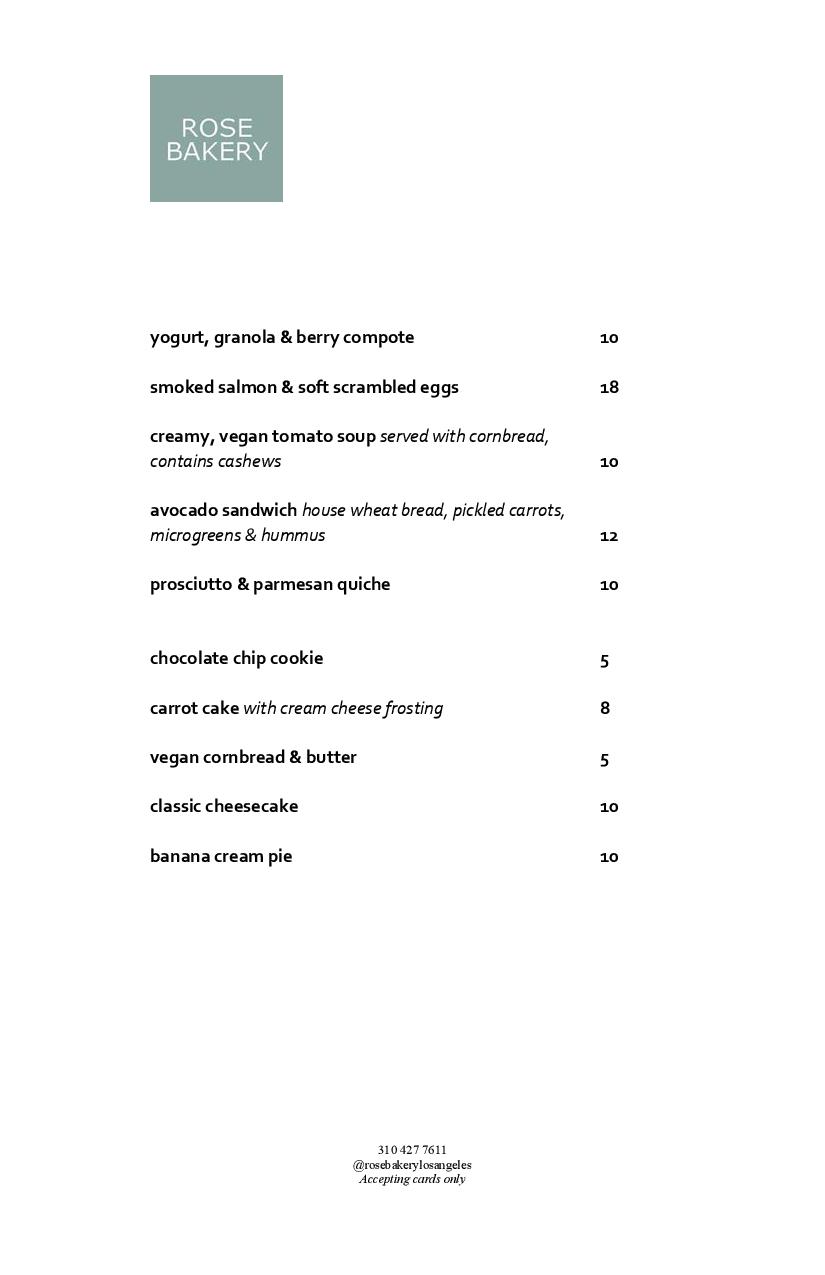 ROSE
BAKERY
yogurt, granola & berry compote 10
smoked salmon & soft scrambled eggs 18
creamy, vegan tomato soup served with cornbread,
contains cashews 10
avocado sandwich house wheat bread, pickled carrots,
microgreens & hummus 12
prosciutto & parmesan quiche 10
chocolate chip cookie 5
carrot cake with cream cheese frosting 8
vegan cornbread & butter 5
classic cheesecake 10
banana cream pie 10
310 427 7611
@rosebakerylosangeles
Accepting cards only